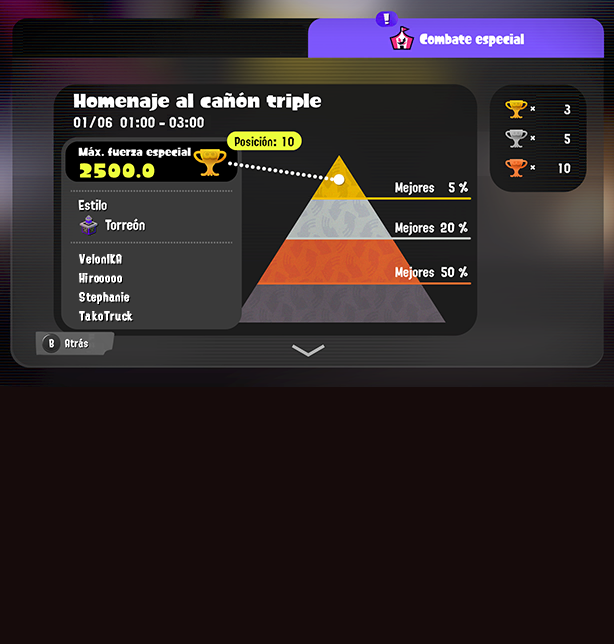 !
Combate especial
Homenaje al cañón triple
01/06 01:00 - 03:00
Máx. fuerza especial
2500.0
Posición: 10
Estilo
Torreón
VelonIKA
Hirooooo
Stephanie
TakoTruck
Mejores 5 %
Mejores 20 %
Mejores 50 %
× 3
× 5
× 10
B Atrás